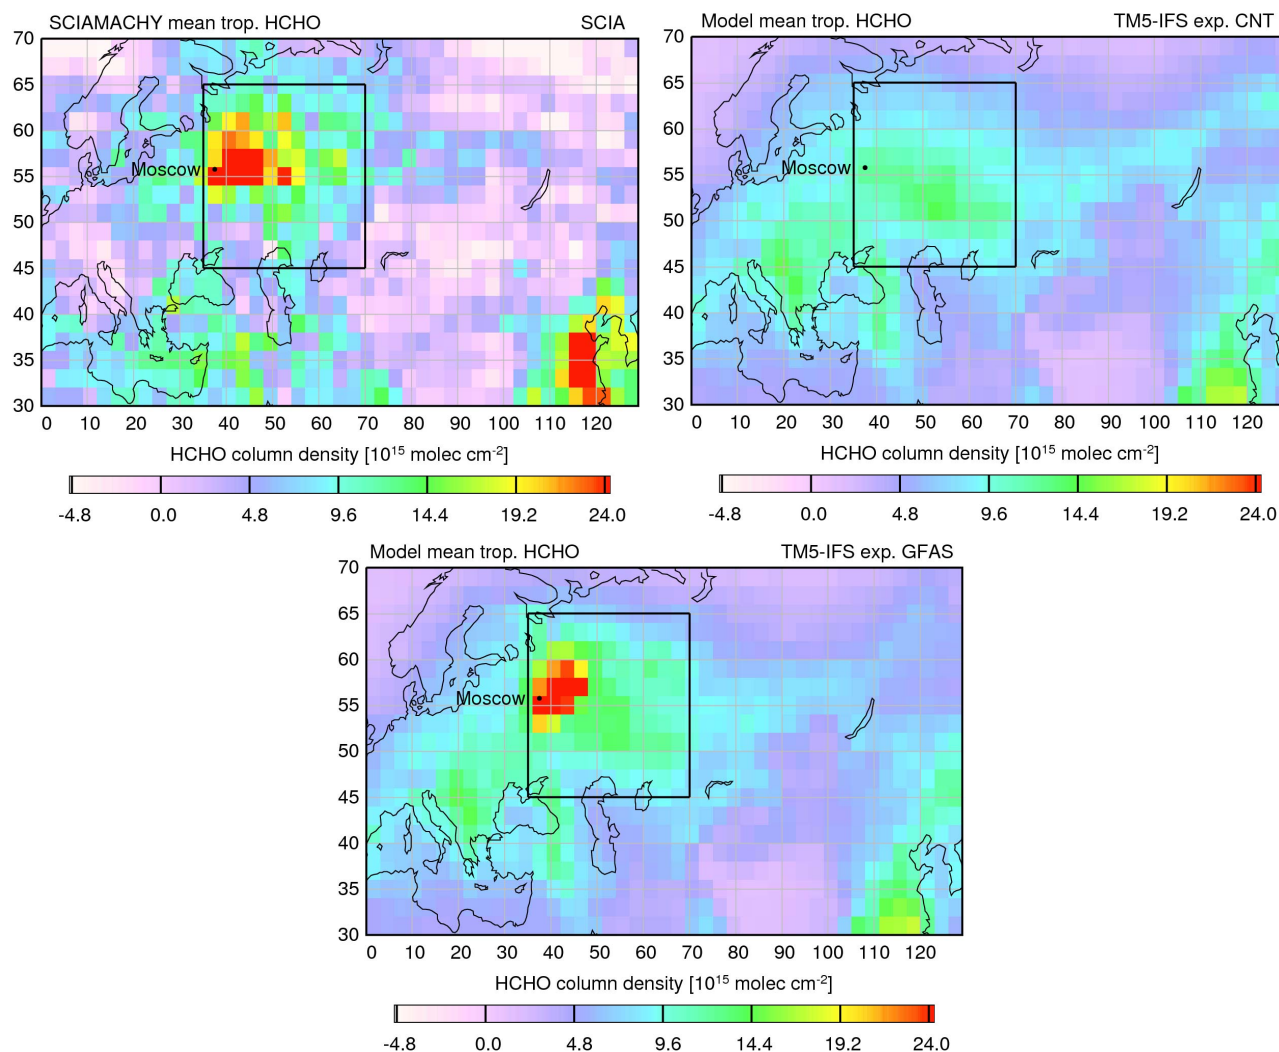 SCIAMACHY mean trop. HCHO SCIA
70
65
60
55
50
45
40
35
30
Moscow
0 10 20 30 40 50 60 70 80 90 100 110 120
HCHO column density [10¹⁵ molec cm⁻²]
-4.8 0.0 4.8 9.6 14.4 19.2 24.0
Model mean trop. HCHO TM5-IFS exp. CNT
70
65
60
55
50
45
40
35
30
Moscow
0 10 20 30 40 50 60 70 80 90 100 110 120
HCHO column density [10¹⁵ molec cm⁻²]
-4.8 0.0 4.8 9.6 14.4 19.2 24.0
Model mean trop. HCHO TM5-IFS exp. GFAS
70
65
60
55
50
45
40
35
30
Moscow
0 10 20 30 40 50 60 70 80 90 100 110 120
HCHO column density [10¹⁵ molec cm⁻²]
-4.8 0.0 4.8 9.6 14.4 19.2 24.0